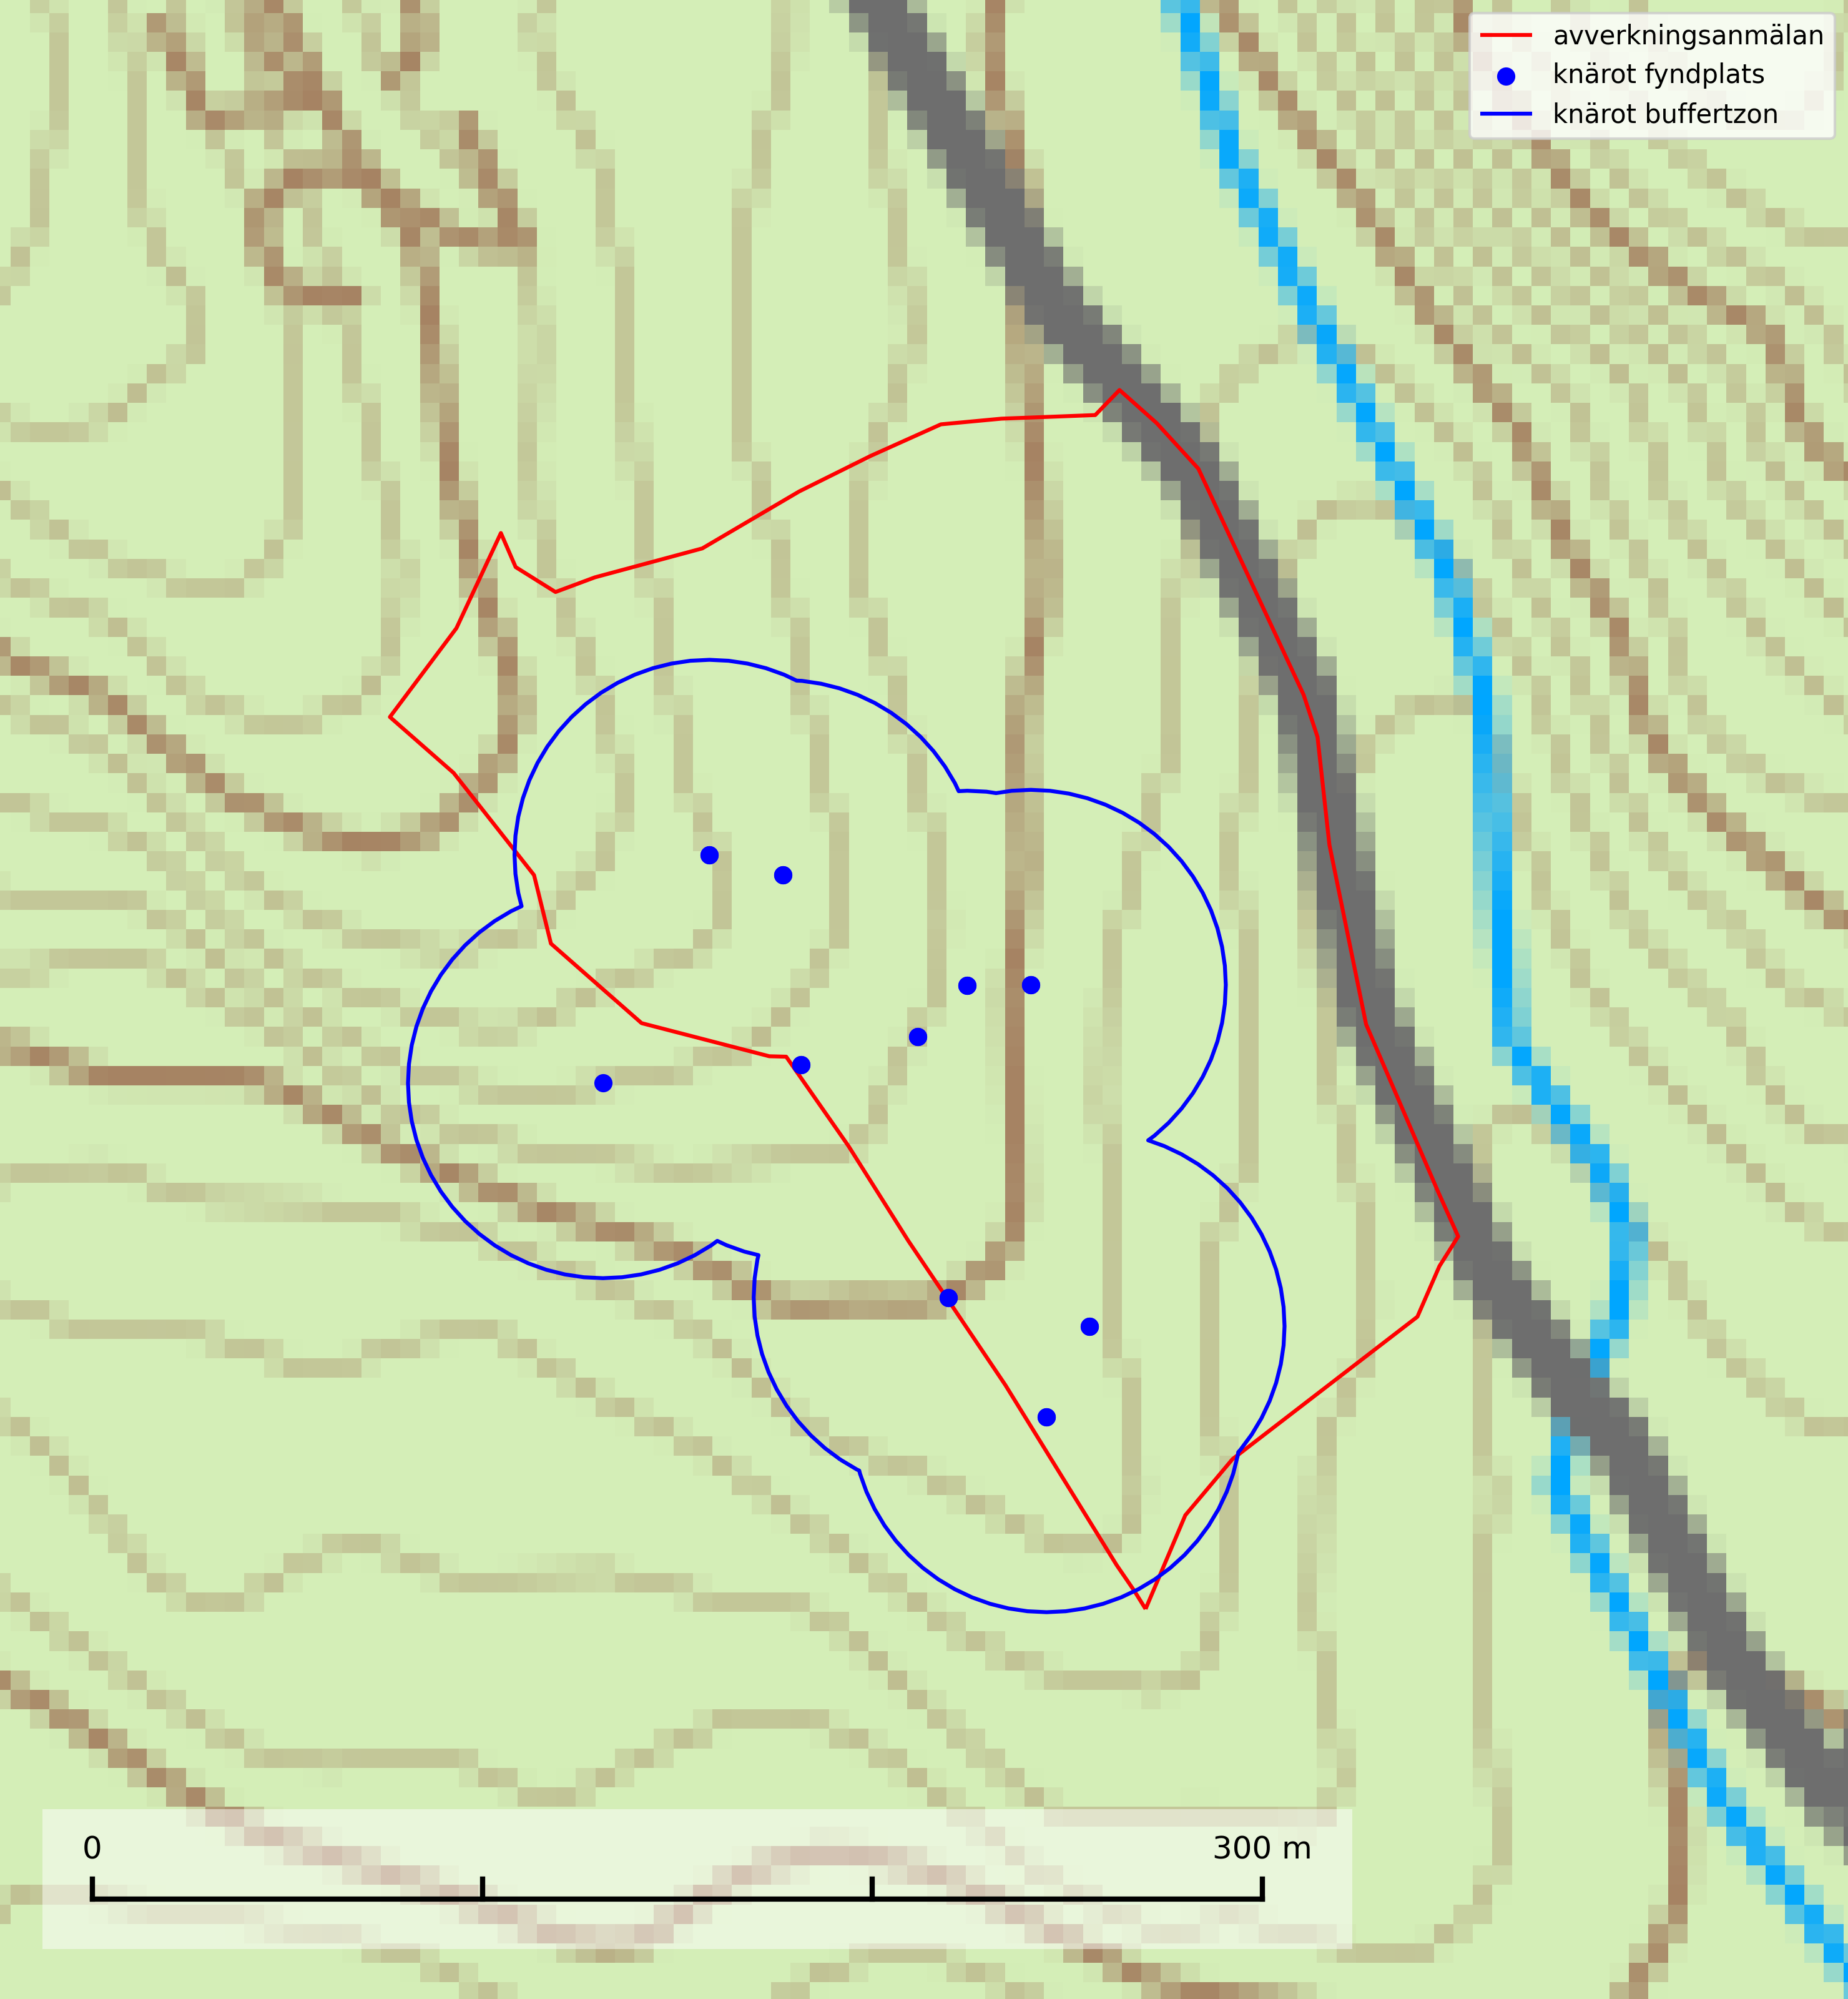 avverkningsanmälan
knärot fyndplats
knärot buffertzon
0
300 m